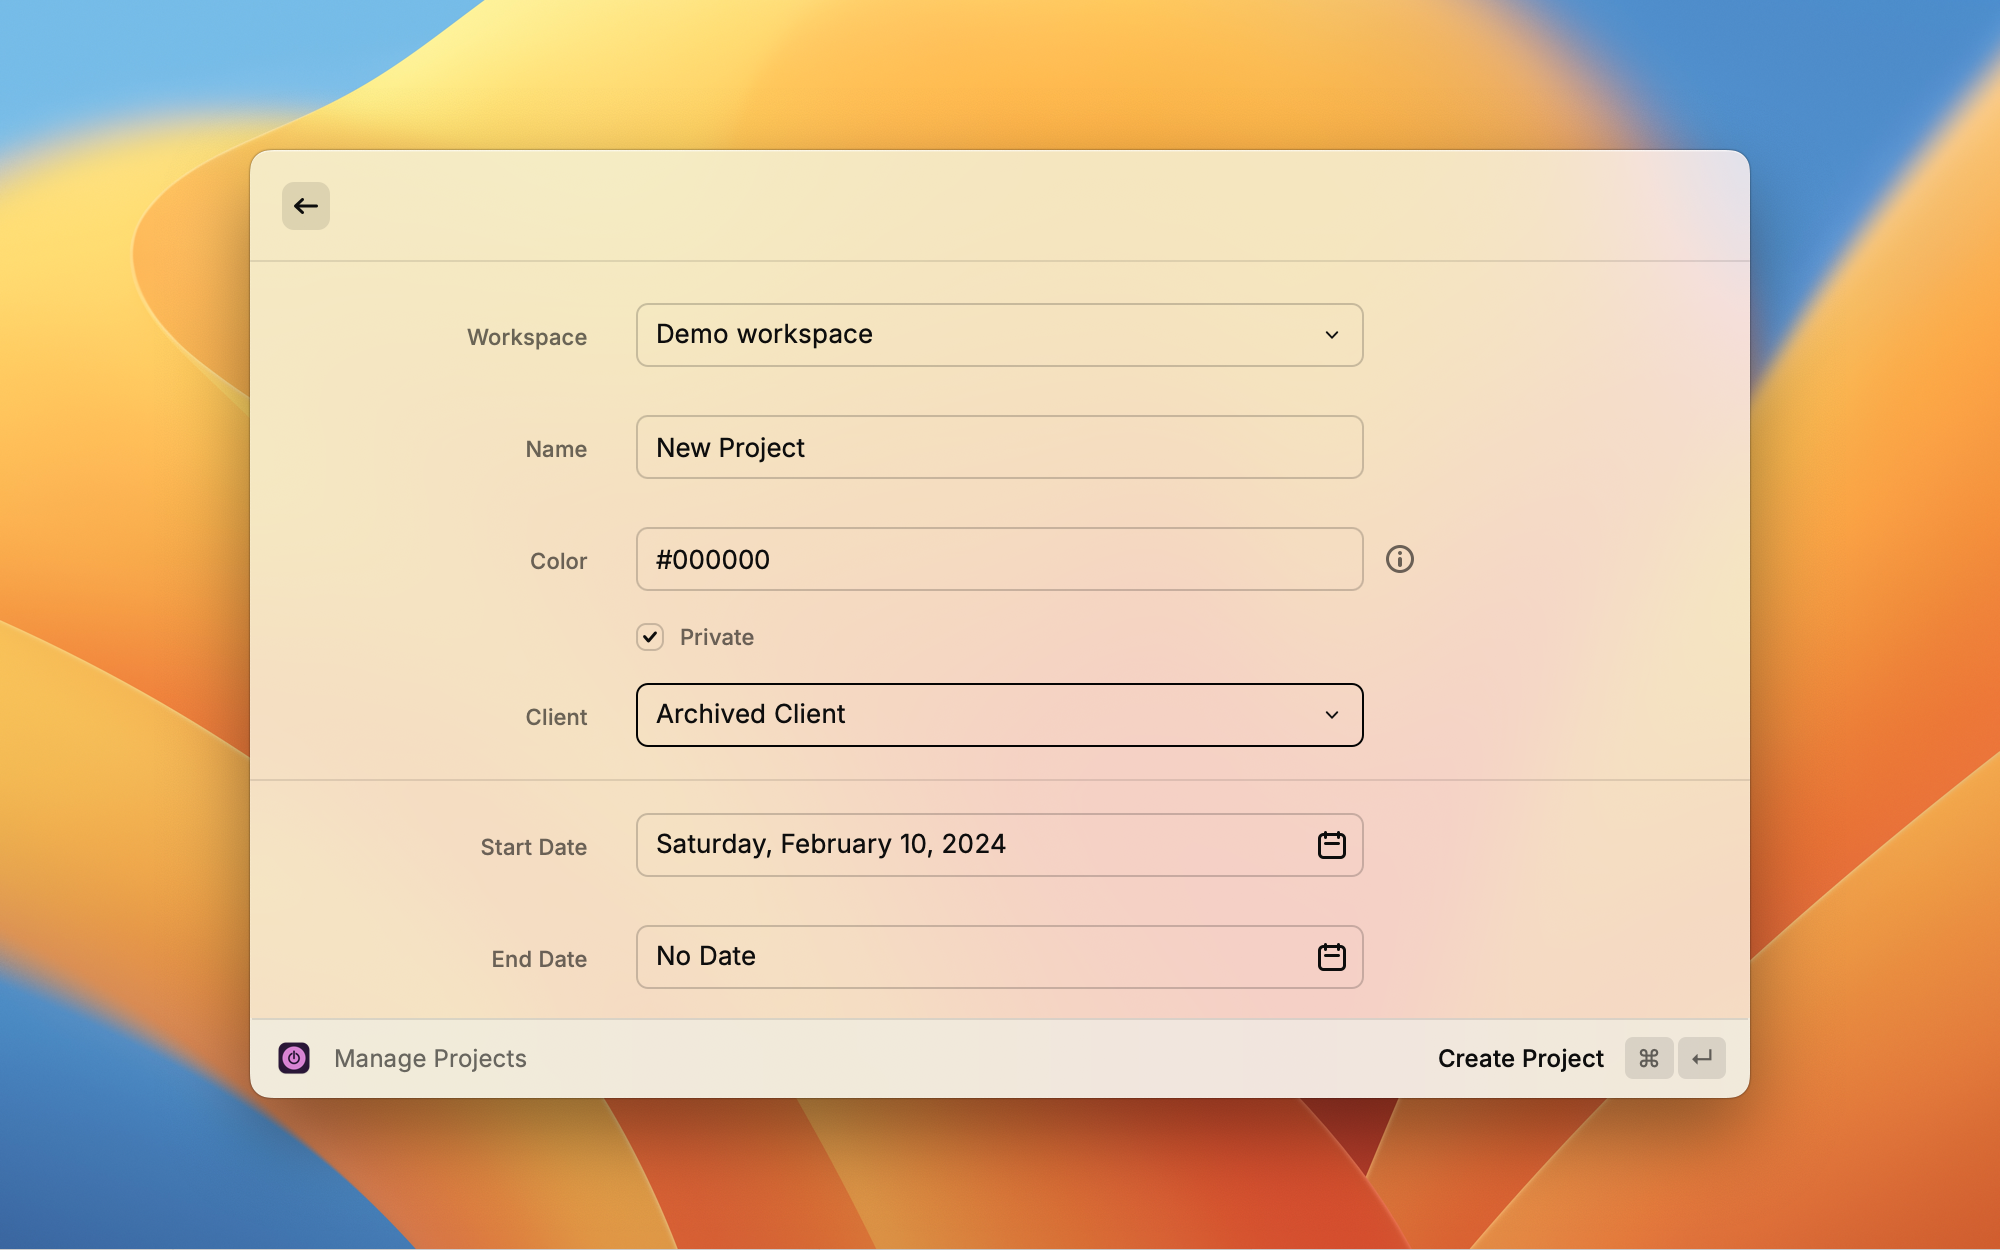 Workspace
Demo workspace
Name
New Project
Color
#000000
Private
Client
Archived Client
Start Date
Saturday, February 10, 2024
End Date
No Date
Manage Projects
Create Project ⌘ ↵